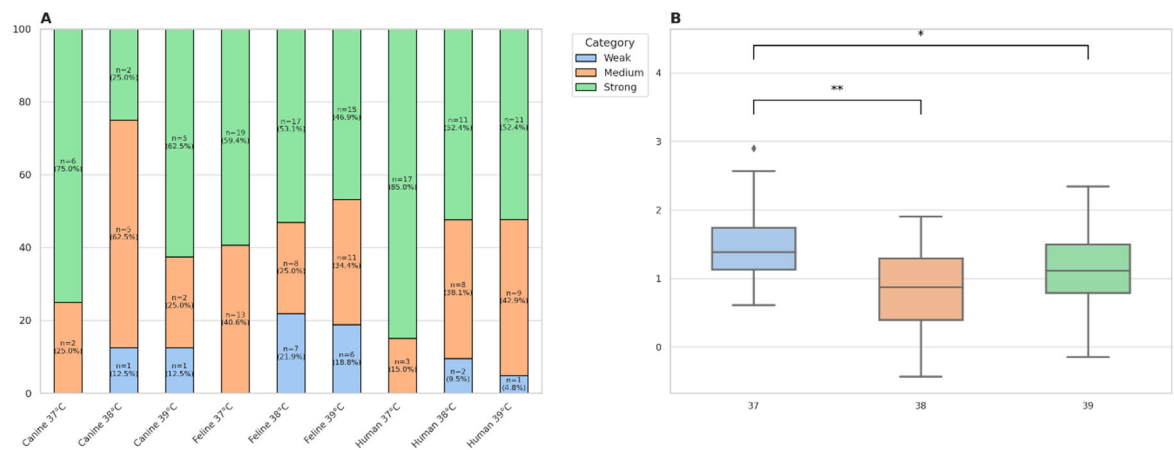 A
100
80
60
40
20
0
n=6
(75.0%)
n=2
(25.0%)
n=2
(25.0%)
n=5
(62.5%)
n=1
(12.5%)
n=5
(62.5%)
n=2
(25.0%)
n=1
(12.5%)
n=19
(59.4%)
n=13
(40.6%)
n=17
(53.1%)
n=8
(25.0%)
n=7
(21.9%)
n=15
(46.9%)
n=11
(34.4%)
n=6
(18.8%)
n=17
(85.0%)
n=3
(15.0%)
n=11
(52.4%)
n=8
(38.1%)
n=2
(9.5%)
n=11
(52.4%)
n=9
(42.9%)
n=1
(4.8%)
Canine 37°C
Canine 38°C
Canine 39°C
Feline 37°C
Feline 38°C
Feline 39°C
Human 37°C
Human 38°C
Human 39°C
Category
Weak
Medium
Strong
B
*
**
4
3
2
1
0
37
38
39